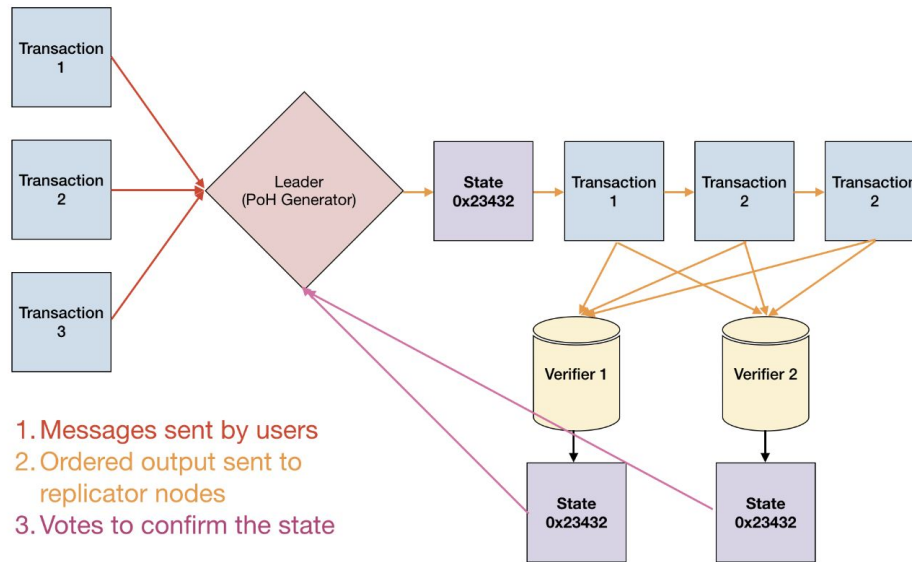 Transaction
1
Transaction
2
Transaction
3
Leader
(PoH Generator)
State
0x23432
Transaction
1
Transaction
2
Transaction
2
Verifier 1
Verifier 2
State
0x23432
State
0x23432
1. Messages sent by users
2. Ordered output sent to
replicator nodes
3. Votes to confirm the state